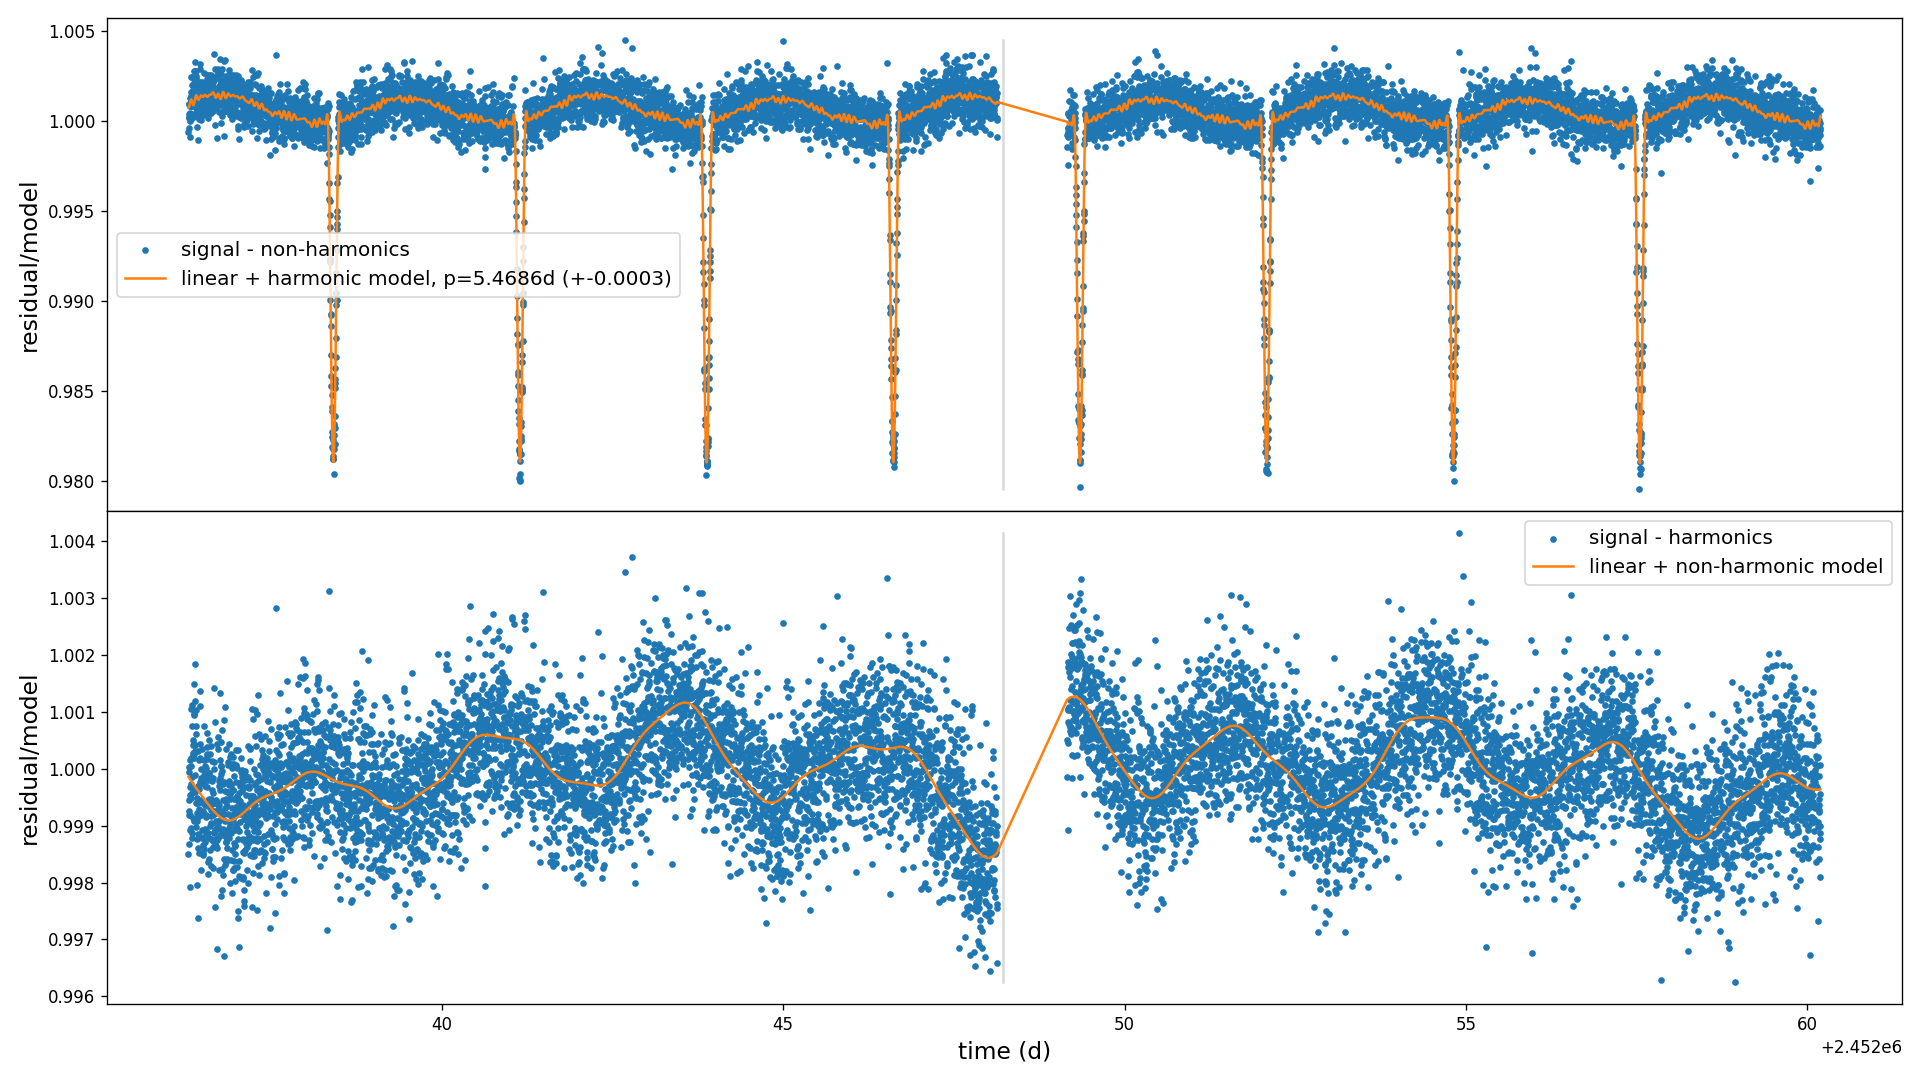 1.005
1.000
0.995
0.990
0.985
0.980
residual/model
signal - non-harmonics
linear + harmonic model, p=5.4686d (+-0.0003)
1.004
1.003
1.002
1.001
1.000
0.999
0.998
0.997
0.996
residual/model
signal - harmonics
linear + non-harmonic model
40
45
50
55
60
time (d)
+2.452e6